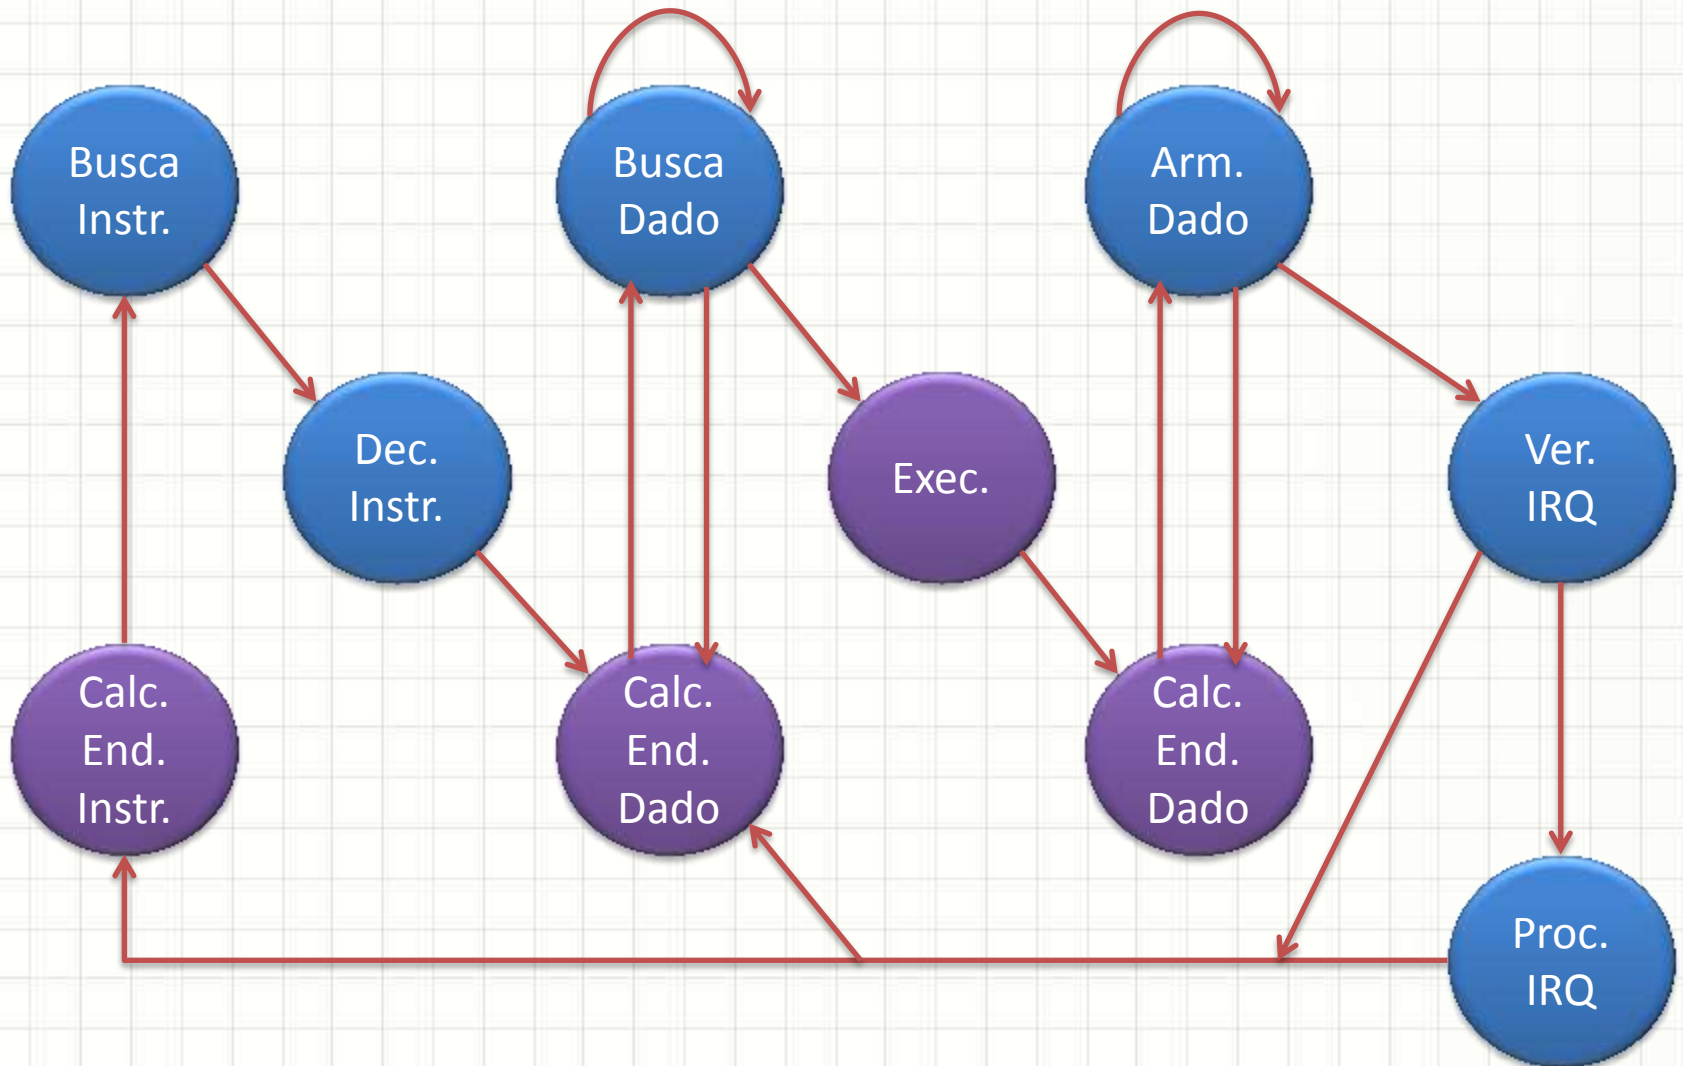 Busca
Instr.
Busca
Dado
Arm.
Dado
Dec.
Instr.
Exec.
Ver.
IRQ
Calc.
End.
Instr.
Calc.
End.
Dado
Calc.
End.
Dado
Proc.
IRQ